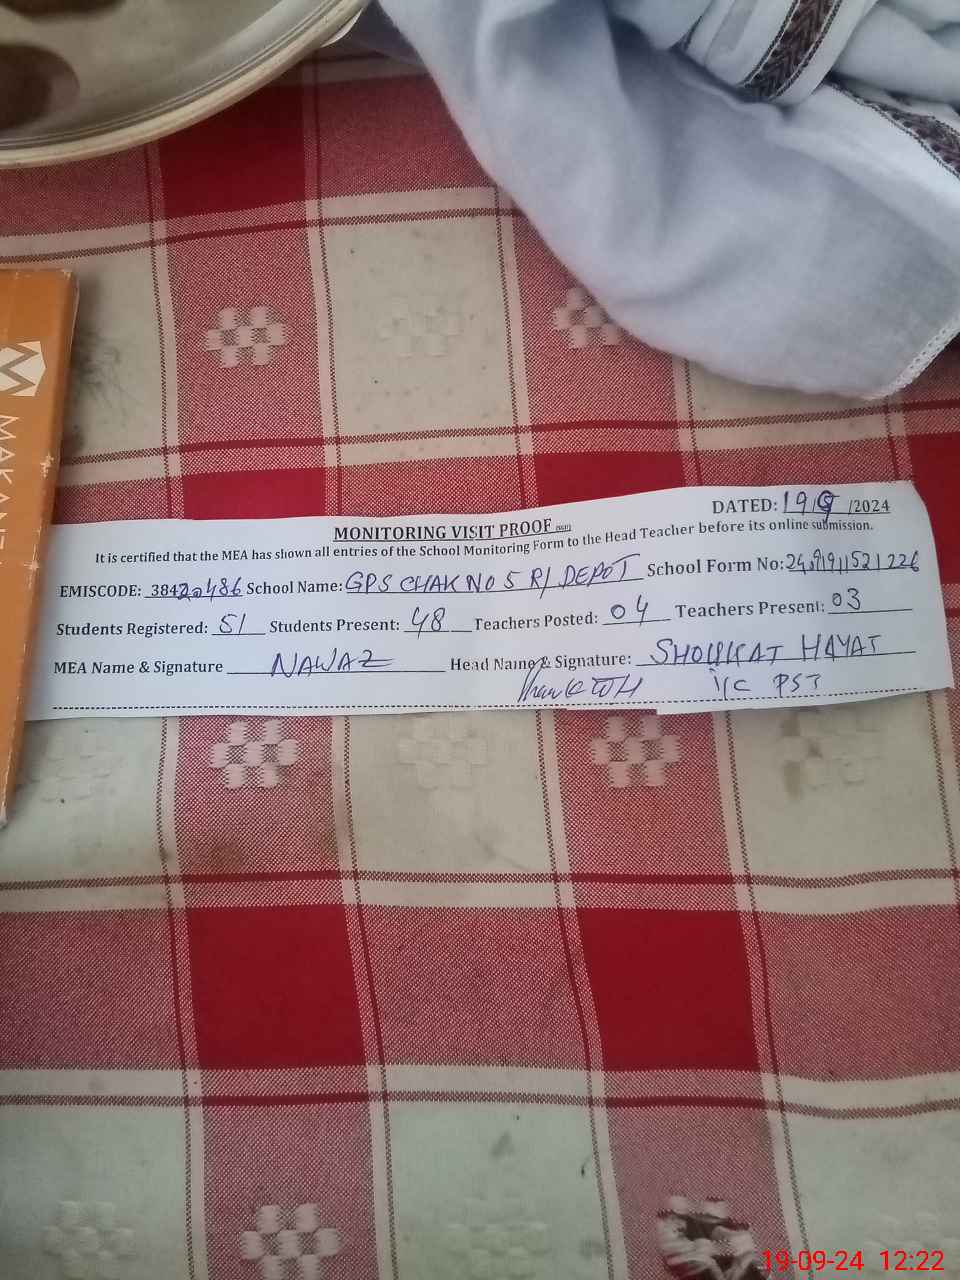 DATED: 19/9/2024
MONITORING VISIT PROOF
It is certified that the MEA has shown all entries of the School Monitoring Form to the Head Teacher before its online submission.
EMISCODE: 38420486 School Name: GPS CHAK NO 5 R/DEPOT School Form No:
Students Registered: 51 Students Present: 48 Teachers Posted: 04 Teachers Present: 03
MEA Name & Signature NAWAZ Head Name & Signature: SHOUKAT HAYAT
I/C PST
MAKANE
19-09-24 12:22